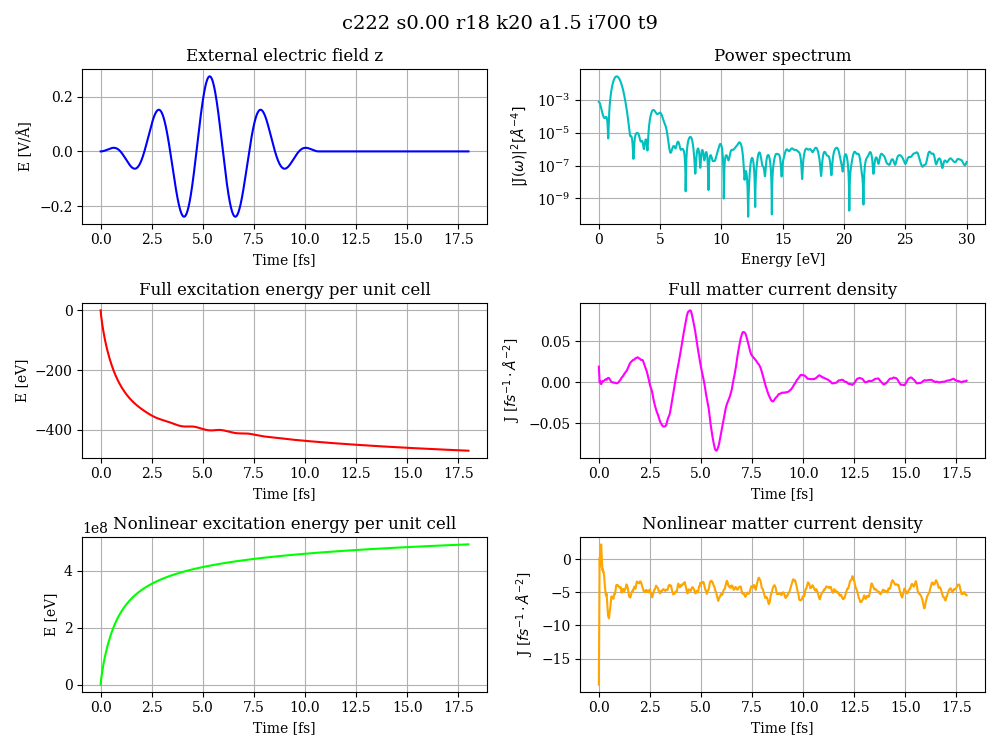 c222 s0.00 r18 k20 a1.5 i700 t9
External electric field z
E [V/Å]
0.2
0.0
−0.2
0.0 2.5 5.0 7.5 10.0 12.5 15.0 17.5
Time [fs]
Power spectrum
|J(ω)|²[Å⁻⁴]
10⁻³
10⁻⁵
10⁻⁷
10⁻⁹
0 5 10 15 20 25 30
Energy [eV]
Full excitation energy per unit cell
E [eV]
0
−200
−400
0.0 2.5 5.0 7.5 10.0 12.5 15.0 17.5
Time [fs]
Full matter current density
J [fs⁻¹ · Å⁻²]
0.05
0.00
−0.05
0.0 2.5 5.0 7.5 10.0 12.5 15.0 17.5
Time [fs]
Nonlinear excitation energy per unit cell
1e8
E [eV]
4
2
0
0.0 2.5 5.0 7.5 10.0 12.5 15.0 17.5
Time [fs]
Nonlinear matter current density
J [fs⁻¹ · Å⁻²]
0
−5
−10
−15
0.0 2.5 5.0 7.5 10.0 12.5 15.0 17.5
Time [fs]